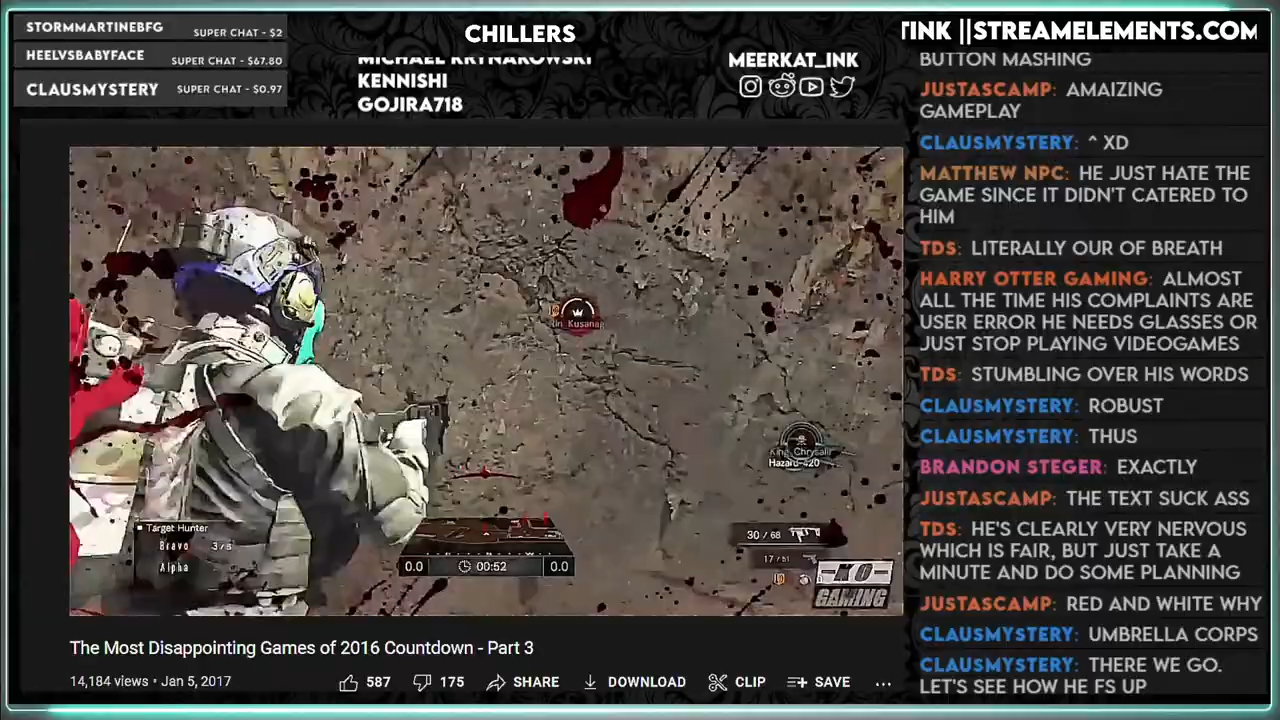 STORMMARTINEBFG SUPER CHAT - $2
HEELVSBABYFACE SUPER CHAT - $67.80
CLAUSMYSTERY SUPER CHAT - $0.97
CHILLERS
MICHAEL KRYNAKOWSKI
KENNISHI
GOJIRA718
MEERKAT_INK
TINK ||STREAMELEMENTS.COM
BUTTON MASHING
JUSTASCAMP: AMAIZING
GAMEPLAY
CLAUSMYSTERY: ^ XD
MATTHEW NPC: HE JUST HATE THE
GAME SINCE IT DIDN'T CATERED TO
HIM
TDS: LITERALLY OUR OF BREATH
HARRY OTTER GAMING: ALMOST
ALL THE TIME HIS COMPLAINTS ARE
USER ERROR HE NEEDS GLASSES OR
JUST STOP PLAYING VIDEOGAMES
TDS: STUMBLING OVER HIS WORDS
CLAUSMYSTERY: ROBUST
CLAUSMYSTERY: THUS
BRANDON STEGER: EXACTLY
JUSTASCAMP: THE TEXT SUCK ASS
TDS: HE'S CLEARLY VERY NERVOUS
WHICH IS FAIR, BUT JUST TAKE A
MINUTE AND DO SOME PLANNING
JUSTASCAMP: RED AND WHITE WHY
CLAUSMYSTERY: UMBRELLA CORPS
CLAUSMYSTERY: THERE WE GO.
LET'S SEE HOW HE FS UP
Rin_Kusanag
King_Chrysalis
Hazard-420
Target Hunter
Bravo 3/8
Alpha
0.0 00:52 0.0
30 / 68
17 / 51
KO
GAMING
The Most Disappointing Games of 2016 Countdown - Part 3
14,184 views • Jan 5, 2017
587 175 SHARE DOWNLOAD CLIP SAVE ...